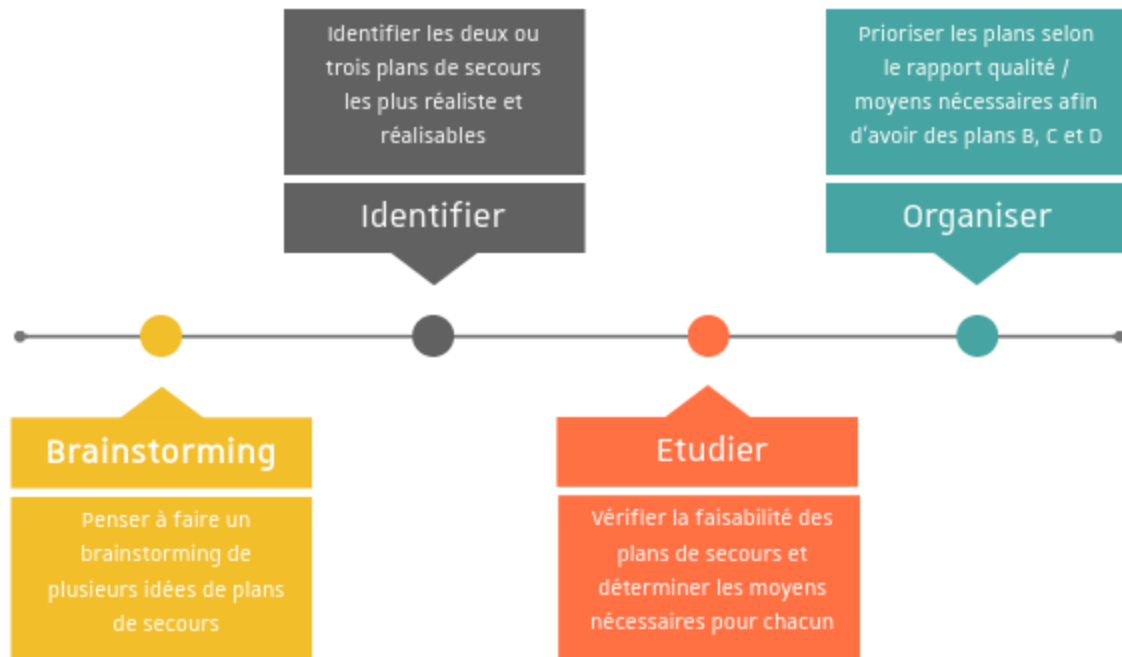 Brainstorming
Penser à faire un
brainstorming de
plusieurs idées de plans
de secours
Identifier les deux ou
trois plans de secours
les plus réaliste et
réalisables
Identifier
Etudier
Vérifier la faisabilité des
plans de secours et
déterminer les moyens
nécessaires pour chacun
Prioriser les plans selon
le rapport qualité /
moyens nécessaires afin
d'avoir des plans B, C et D
Organiser